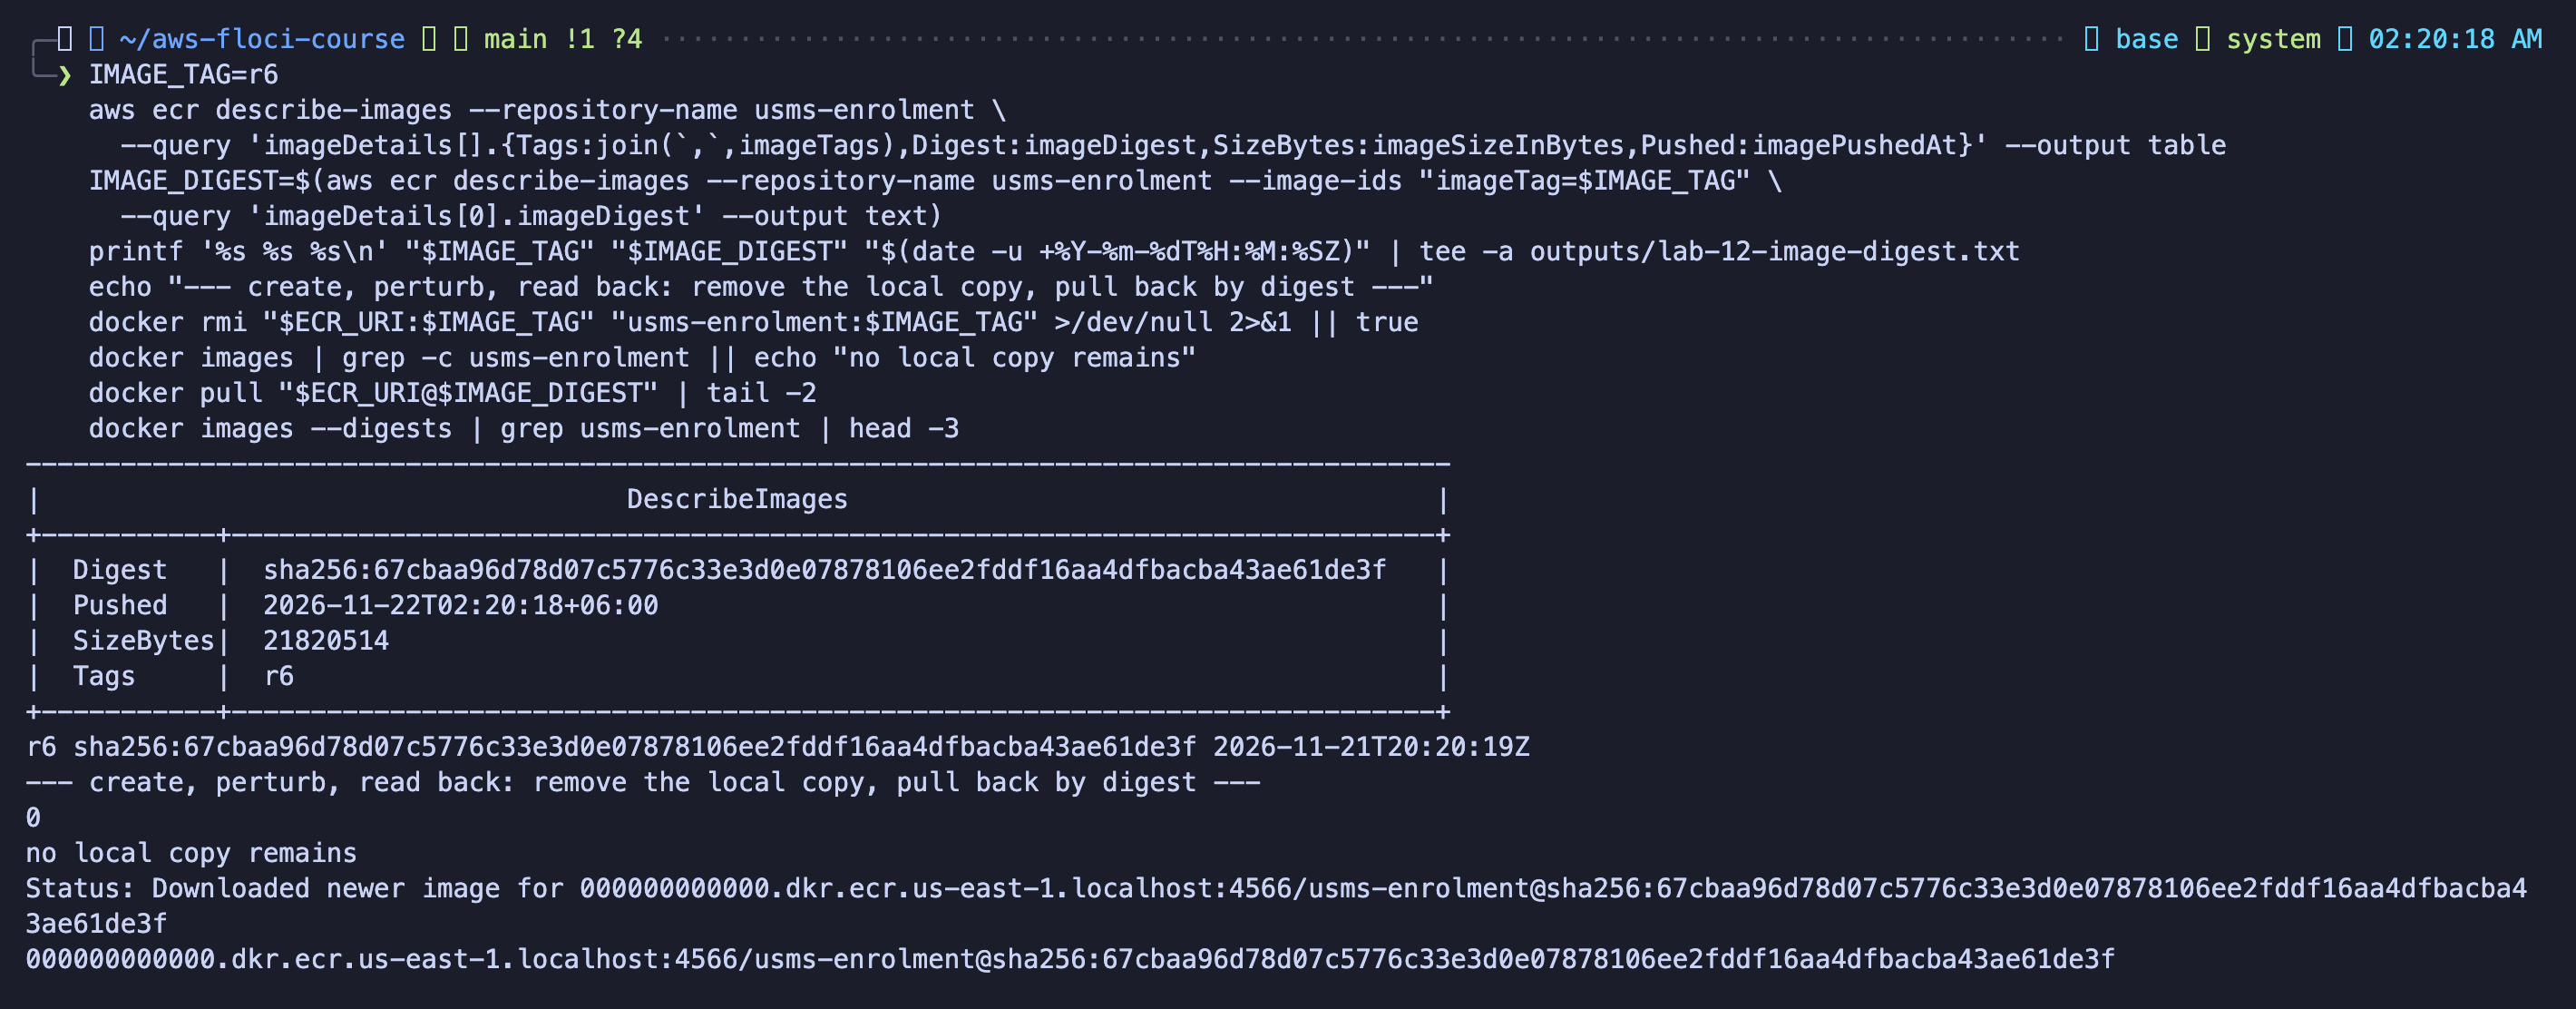 ~/aws-floci-course main !1 ?4 base system 02:20:18 AM
❯ IMAGE_TAG=r6
aws ecr describe-images --repository-name usms-enrolment \
--query 'imageDetails[].{Tags:join(`,`,imageTags),Digest:imageDigest,SizeBytes:imageSizeInBytes,Pushed:imagePushedAt}' --output table
IMAGE_DIGEST=$(aws ecr describe-images --repository-name usms-enrolment --image-ids "imageTag=$IMAGE_TAG" \
--query 'imageDetails[0].imageDigest' --output text)
printf '%s %s %s\n' "$IMAGE_TAG" "$IMAGE_DIGEST" "$(date -u +%Y-%m-%dT%H:%M:%SZ)" | tee -a outputs/lab-12-image-digest.txt
echo "--- create, perturb, read back: remove the local copy, pull back by digest ---"
docker rmi "$ECR_URI:$IMAGE_TAG" "usms-enrolment:$IMAGE_TAG" >/dev/null 2>&1 || true
docker images | grep -c usms-enrolment || echo "no local copy remains"
docker pull "$ECR_URI@$IMAGE_DIGEST" | tail -2
docker images --digests | grep usms-enrolment | head -3
| DescribeImages |
| Digest | sha256:67cbaa96d78d07c5776c33e3d0e07878106ee2fddf16aa4dfbacba43ae61de3f |
| Pushed | 2026-11-22T02:20:18+06:00 |
| SizeBytes| 21820514 |
| Tags | r6 |
r6 sha256:67cbaa96d78d07c5776c33e3d0e07878106ee2fddf16aa4dfbacba43ae61de3f 2026-11-21T20:20:19Z
--- create, perturb, read back: remove the local copy, pull back by digest ---
0
no local copy remains
Status: Downloaded newer image for 000000000000.dkr.ecr.us-east-1.localhost:4566/usms-enrolment@sha256:67cbaa96d78d07c5776c33e3d0e07878106ee2fddf16aa4dfbacba4
3ae61de3f
000000000000.dkr.ecr.us-east-1.localhost:4566/usms-enrolment@sha256:67cbaa96d78d07c5776c33e3d0e07878106ee2fddf16aa4dfbacba43ae61de3f